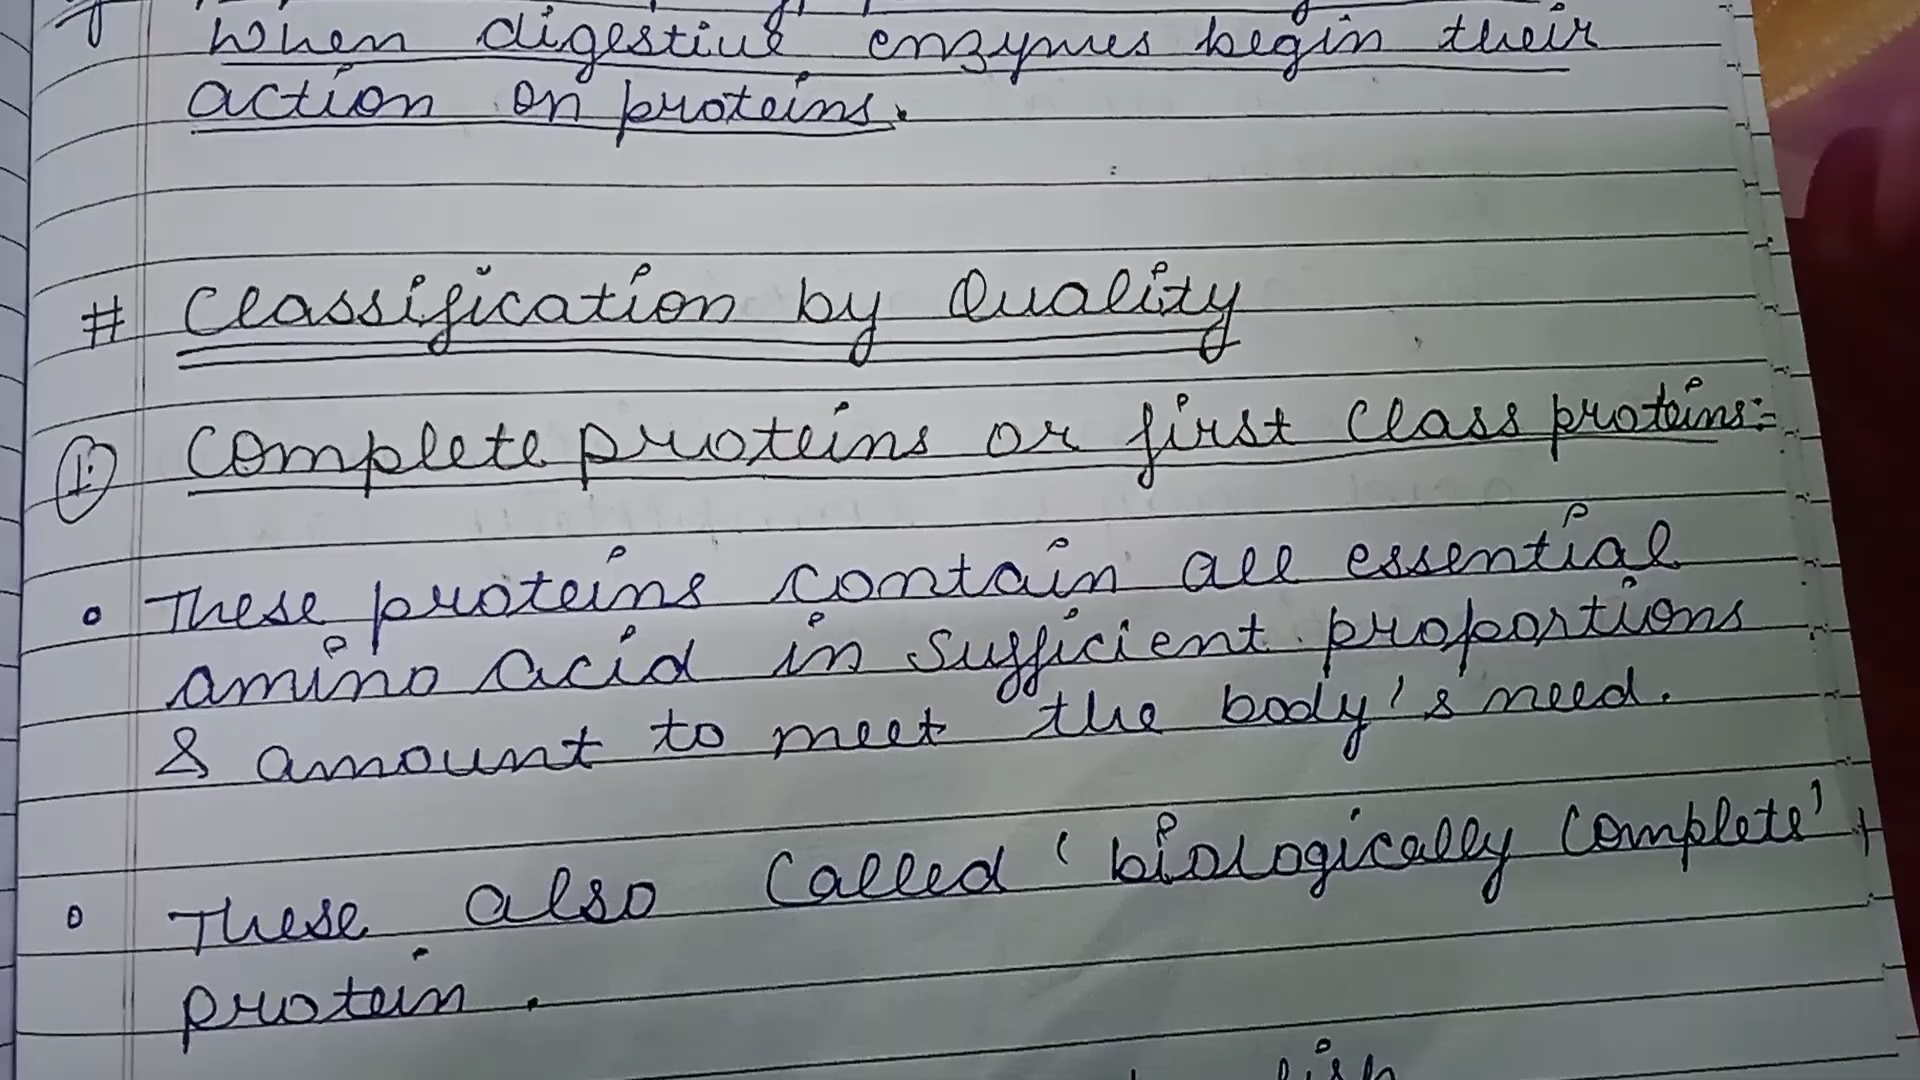 when digestive enzymes begin their
action on proteins.
# Classification by Quality
1. Complete proteins or first class proteins:-
• These proteins contain all essential
amino acid in sufficient proportions
& amount to meet the body's need.
• These also called 'biologically complete'
protein.
fish